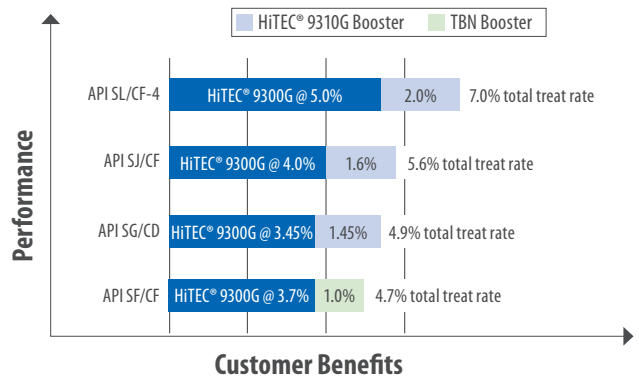 HiTEC® 9310G Booster TBN Booster
API SL/CF-4 HiTEC® 9300G @ 5.0% 2.0% 7.0% total treat rate
API SJ/CF HiTEC® 9300G @ 4.0% 1.6% 5.6% total treat rate
API SG/CD HiTEC® 9300G @ 3.45% 1.45% 4.9% total treat rate
API SF/CF HiTEC® 9300G @ 3.7% 1.0% 4.7% total treat rate
Performance
Customer Benefits